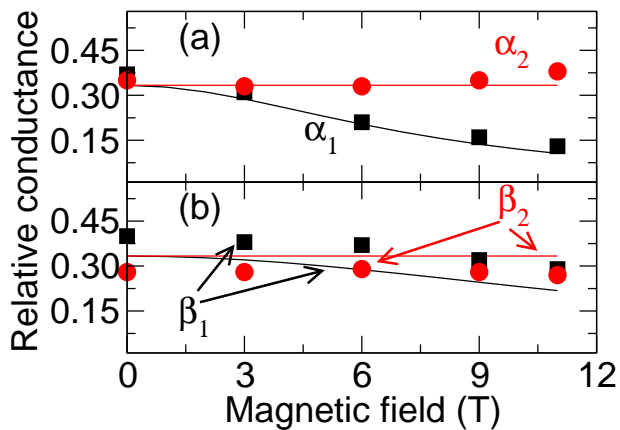 Relative conductance
(a)
α2
0.45
0.30
0.15
α1
(b)
β2
0.45
0.30
0.15
β1
0 3 6 9 12
Magnetic field (T)